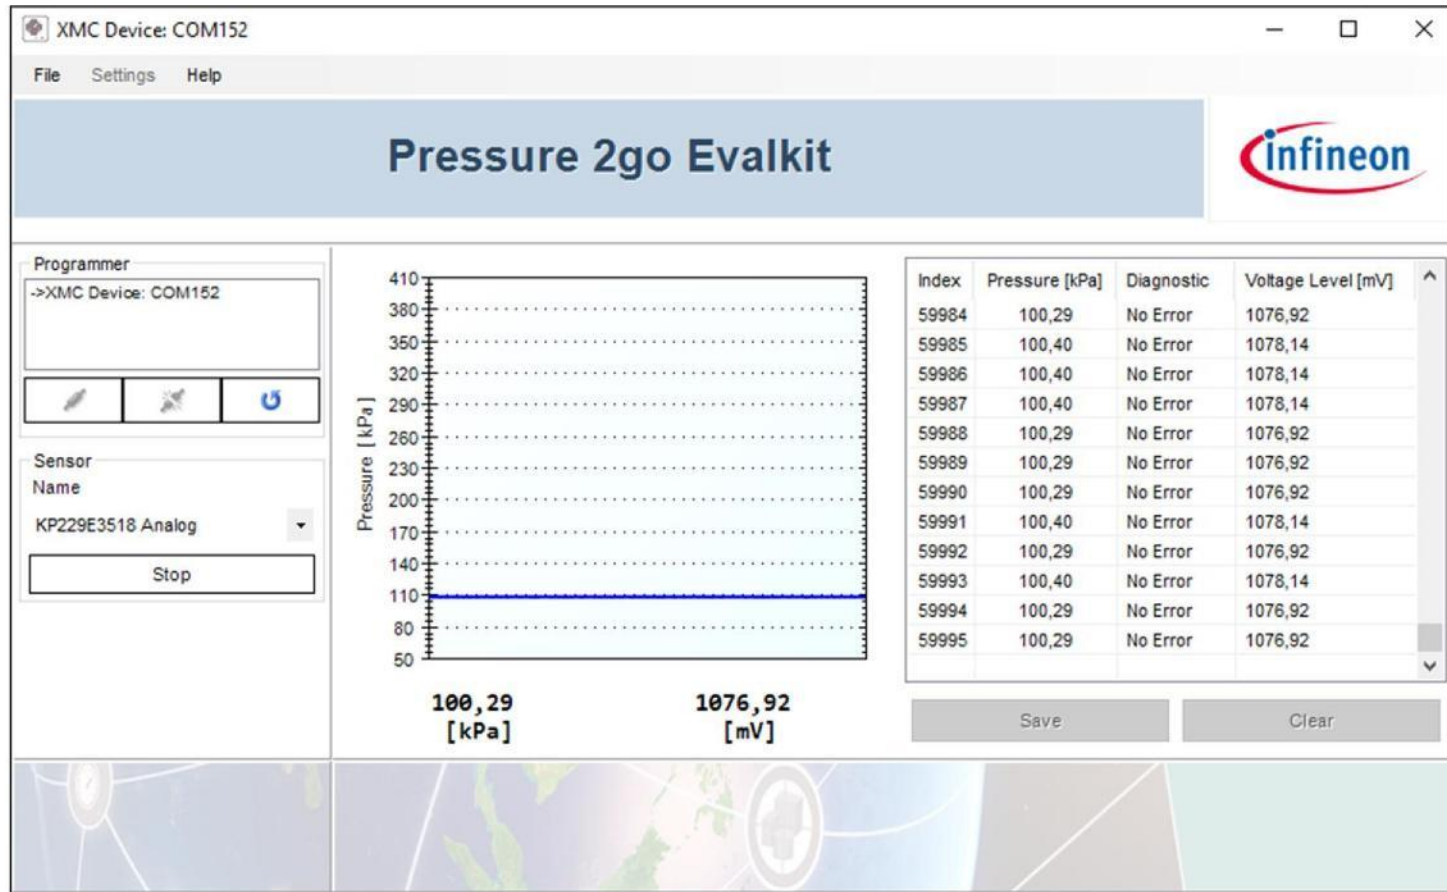 XMC Device: COM152
File Settings Help
Pressure 2go Evalkit
infineon
Programmer
->XMC Device: COM152
Sensor
Name
KP229E3518 Analog
Stop
Pressure [kPa]
410
380
350
320
290
260
230
200
170
140
110
80
50
100,29 1076,92
[kPa] [mV]
Index Pressure [kPa] Diagnostic Voltage Level [mV]
59984 100,29 No Error 1076,92
59985 100,40 No Error 1078,14
59986 100,40 No Error 1078,14
59987 100,40 No Error 1078,14
59988 100,29 No Error 1076,92
59989 100,29 No Error 1076,92
59990 100,29 No Error 1076,92
59991 100,40 No Error 1078,14
59992 100,29 No Error 1076,92
59993 100,40 No Error 1078,14
59994 100,29 No Error 1076,92
59995 100,29 No Error 1076,92
Save Clear